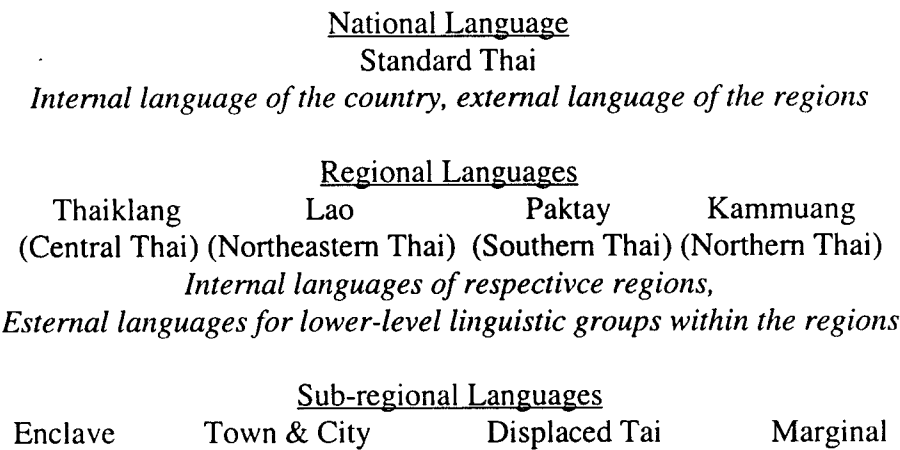 National Language
Standard Thai
Internal language of the country, external language of the regions
Regional Languages
Thaiklang Lao Paktay Kammuang
(Central Thai) (Northeastern Thai) (Southern Thai) (Northern Thai)
Internal languages of respectivce regions,
Esternal languages for lower-level linguistic groups within the regions
Sub-regional Languages
Enclave Town & City Displaced Tai Marginal